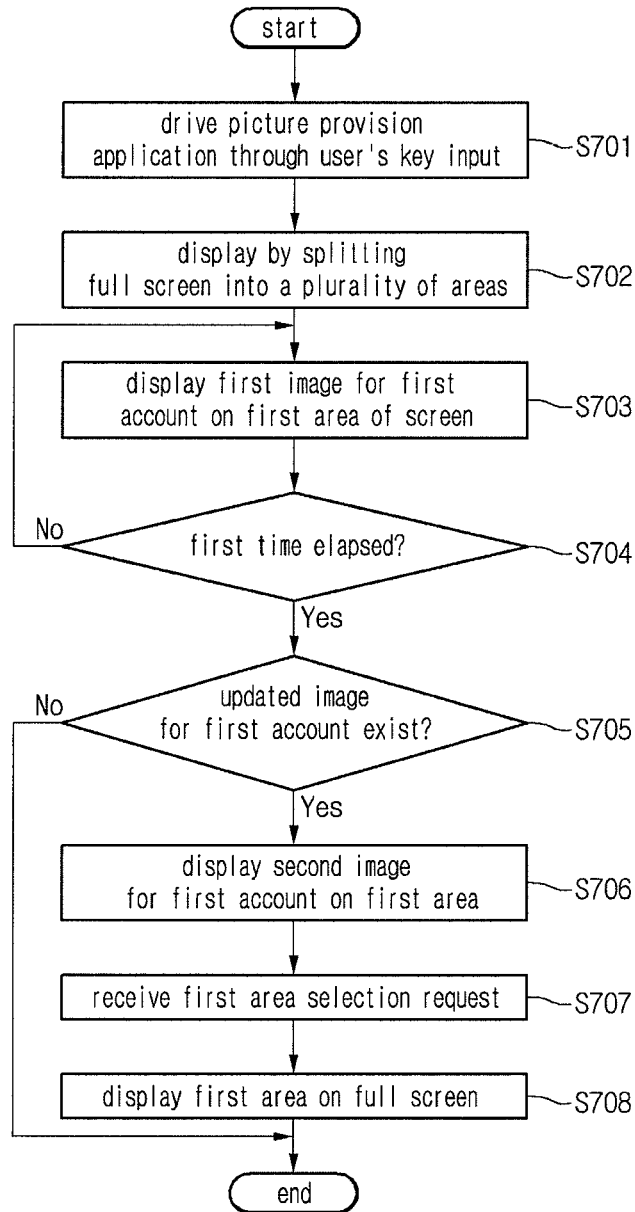 start
drive picture provision
application through user's key input
S701
display by splitting
full screen into a plurality of areas
S702
display first image for first
account on first area of screen
S703
No
first time elapsed?
S704
Yes
No
updated image
for first account exist?
S705
Yes
display second image
for first account on first area
S706
receive first area selection request
S707
display first area on full screen
S708
end